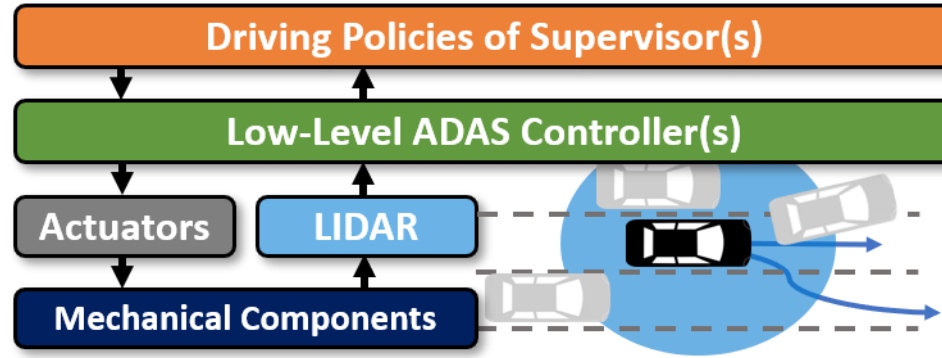 Driving Policies of Supervisor(s)
Low-Level ADAS Controller(s)
Actuators
LIDAR
Mechanical Components